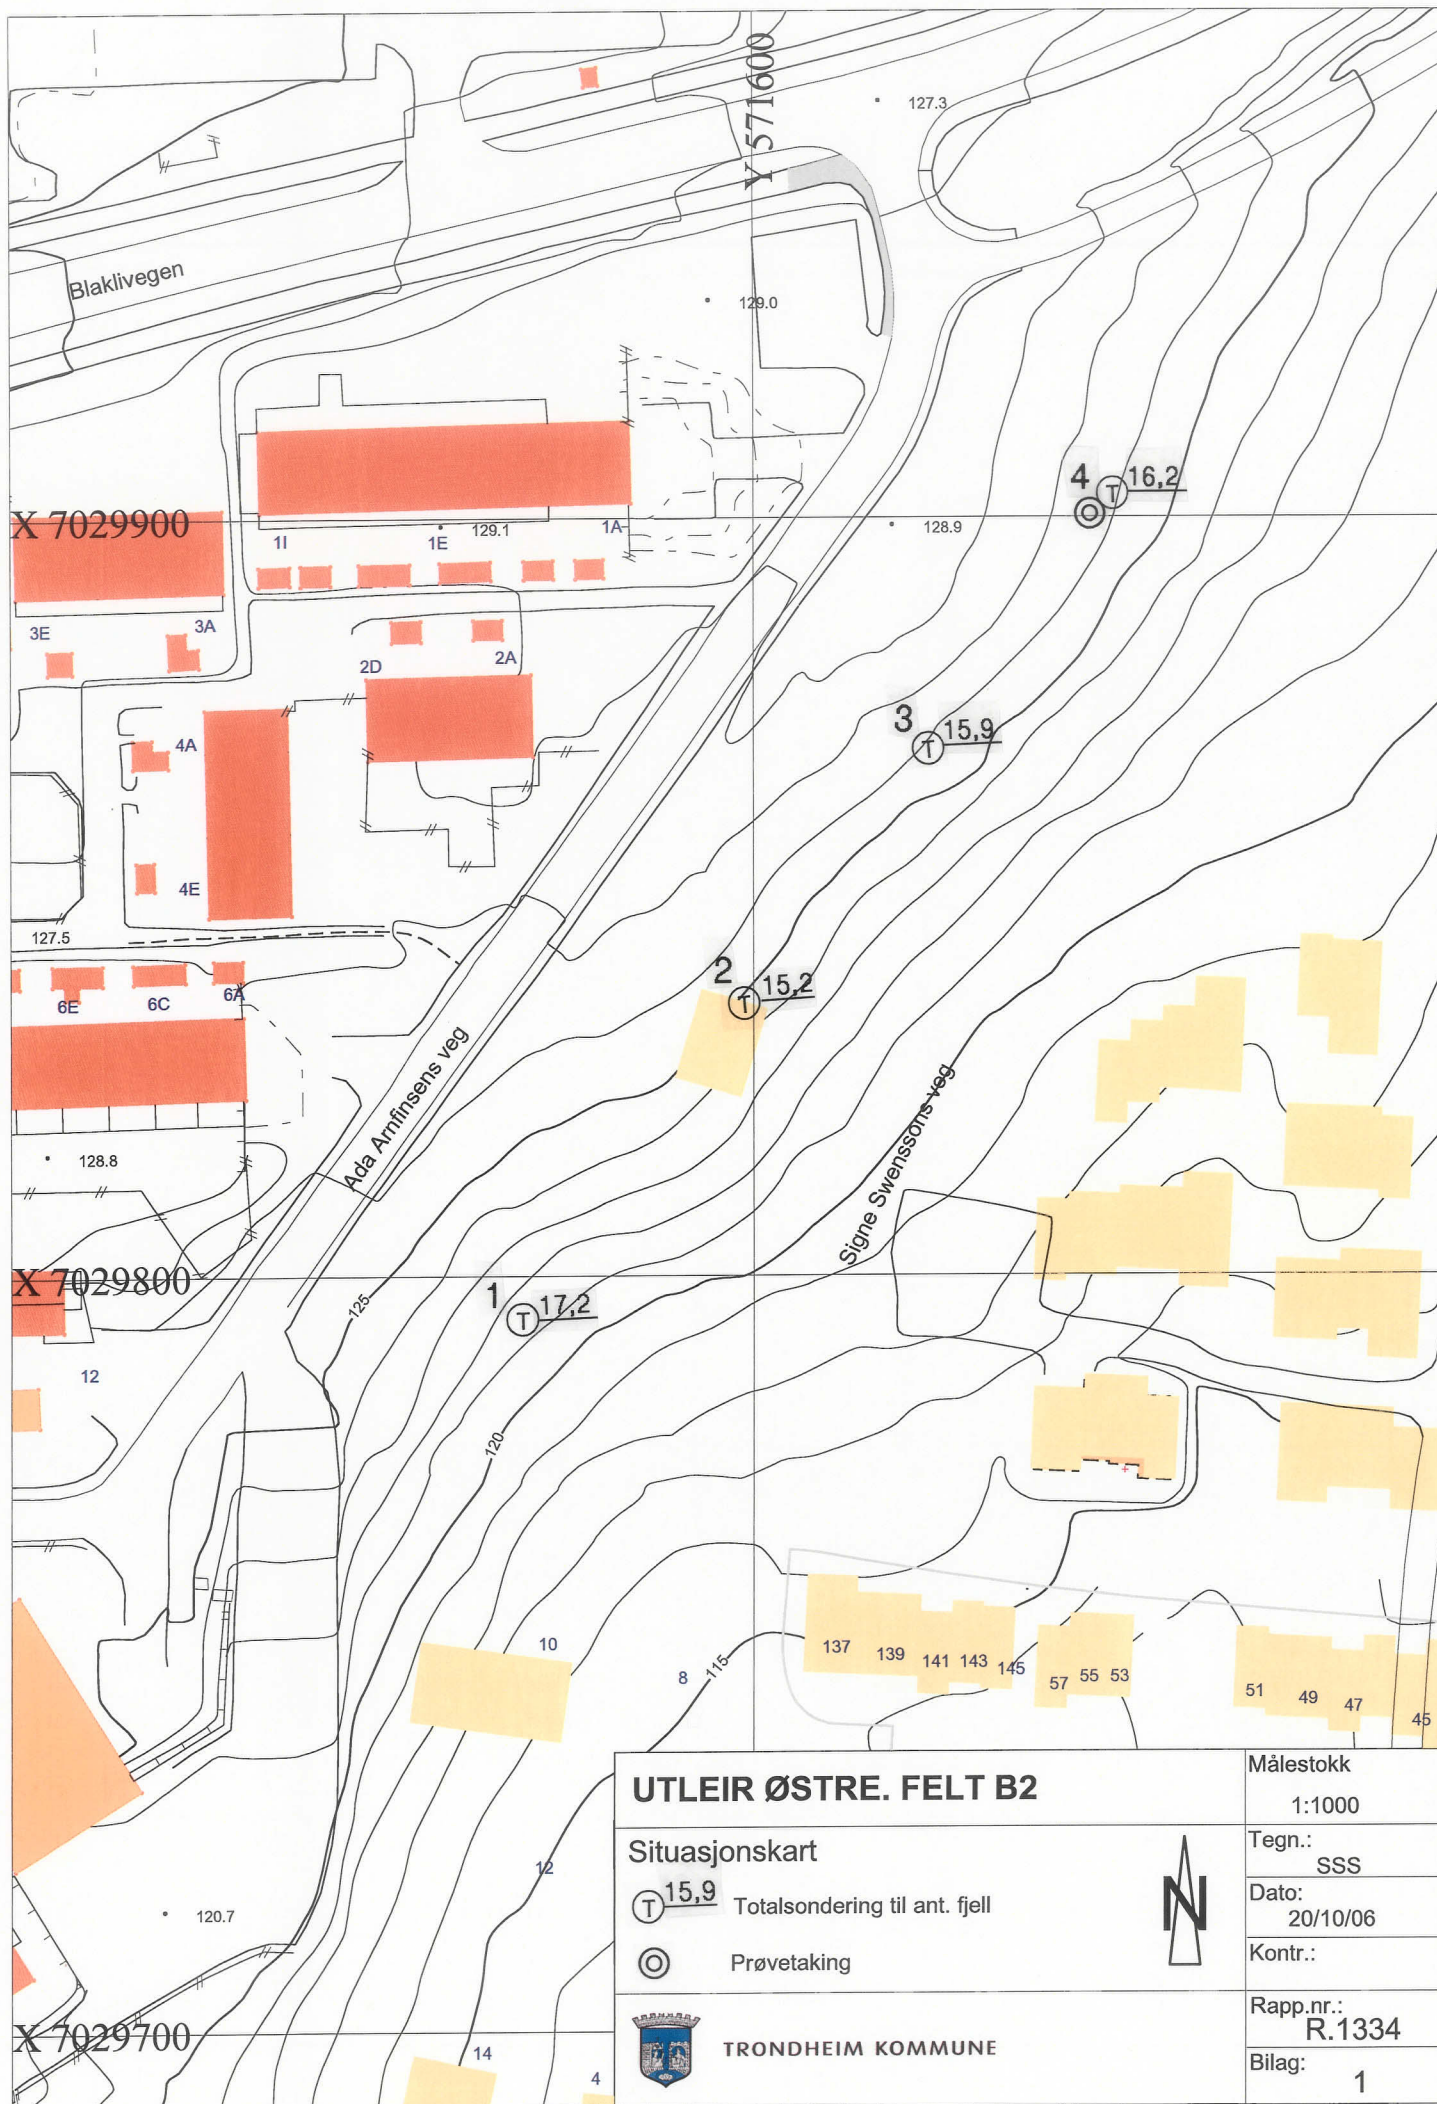 Y 571600
127.3
Blaklivegen
129.0
4
T 16,2
X 7029900
1I
1E
129.1
1A
128.9
3E
3A
2D
2A
3
T 15,9
4A
4E
127.5
2
T 15,2
6E
6C
6A
Ada Arnfinsens veg
Signe Swenssons veg
128.8
X 7029800
125
1
T 17,2
12
120
10
8
115
137
139
141
143
145
57
55
53
51
49
47
45
12
120.7
X 7029700
14
4
UTLEIR ØSTRE. FELT B2
Målestokk
1:1000
Situasjonskart
T 15,9 Totalsondering til ant. fjell
Prøvetaking
N
Tegn.:
SSS
Dato:
20/10/06
Kontr.:
TRONDHEIM KOMMUNE
Rapp.nr.:
R.1334
Bilag:
1